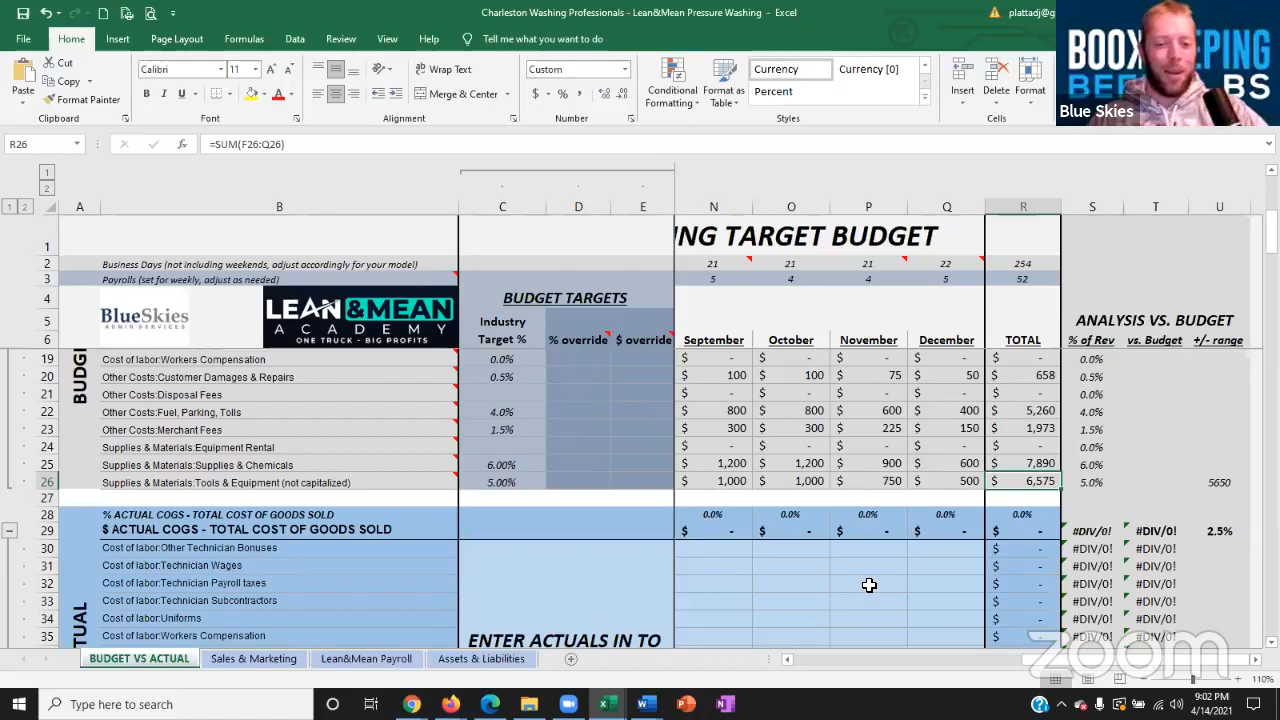 Charleston Washing Professionals - Lean&Mean Pressure Washing - Excel
plattadj@g
File Home Insert Page Layout Formulas Data Review View Help Tell me what you want to do
Cut
Copy
Format Painter
Paste
Calibri 11
Wrap Text
Merge & Center
Custom
Conditional Formatting
Format as Table
Currency Currency [0]
Percent
Insert Delete Format
Clipboard Font Alignment Number Styles Cells
Blue Skies
R26 =SUM(F26:Q26)
1
2
1 2 A B C D E N O P Q R S T U
1 ING TARGET BUDGET
2 Business Days (not including weekends, adjust accordingly for your model) 21 21 21 22 254
3 Payrolls (set for weekly, adjust as needed) 5 4 4 5 52
4 BUDGET TARGETS
BlueSkies
ADMIN SERVICES
LEAN &MEAN
ACADEMY
ONE TRUCK - BIG PROFITS
5 Industry ANALYSIS VS. BUDGET
6 Target % % override $ override September October November December TOTAL % of Rev vs. Budget +/- range
BUDG
19 Cost of labor:Workers Compensation 0.0% $ - $ - $ - $ - $ - 0.0%
20 Other Costs:Customer Damages & Repairs 0.5% $ 100 $ 100 $ 75 $ 50 $ 658 0.5%
21 Other Costs:Disposal Fees $ - $ - $ - $ - $ - 0.0%
22 Other Costs:Fuel, Parking, Tolls 4.0% $ 800 $ 800 $ 600 $ 400 $ 5,260 4.0%
23 Other Costs:Merchant Fees 1.5% $ 300 $ 300 $ 225 $ 150 $ 1,973 1.5%
24 Supplies & Materials:Equipment Rental $ - $ - $ - $ - $ - 0.0%
25 Supplies & Materials:Supplies & Chemicals 6.00% $ 1,200 $ 1,200 $ 900 $ 600 $ 7,890 6.0%
26 Supplies & Materials:Tools & Equipment (not capitalized) 5.00% $ 1,000 $ 1,000 $ 750 $ 500 $ 6,575 5.0% 5650
27
28 % ACTUAL COGS - TOTAL COST OF GOODS SOLD 0.0% 0.0% 0.0% 0.0% 0.0%
29 $ ACTUAL COGS - TOTAL COST OF GOODS SOLD $ - $ - $ - $ - $ - #DIV/0! #DIV/0! 2.5%
30 Cost of labor:Other Technician Bonuses $ - #DIV/0! #DIV/0!
31 Cost of labor:Technician Wages $ - #DIV/0! #DIV/0!
32 Cost of labor:Technician Payroll taxes $ - #DIV/0! #DIV/0!
33 Cost of labor:Technician Subcontractors $ - #DIV/0! #DIV/0!
34 Cost of labor:Uniforms $ - #DIV/0! #DIV/0!
35 Cost of labor:Workers Compensation ENTER ACTUALS IN TO $ - #DIV/0! #DIV/0!
TUAL
zoom
BUDGET VS ACTUAL Sales & Marketing Lean&Mean Payroll Assets & Liabilities
110%
Type here to search
9:02 PM
4/14/2021